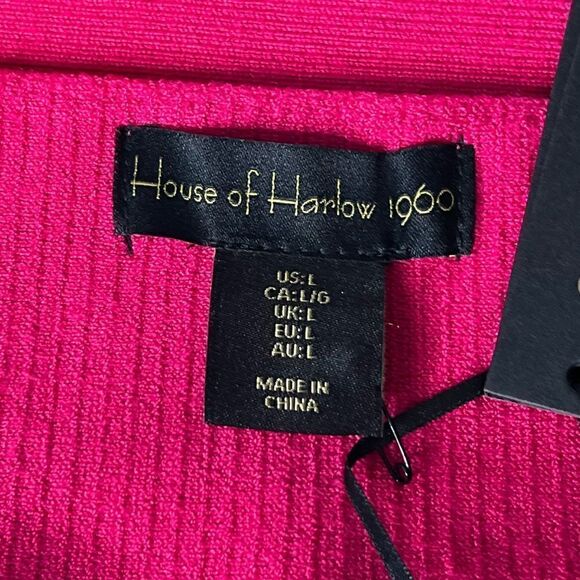 House of Harlow 1960
US:L
CA:L/G
UK:L
EU:L
AU:L
MADE IN
CHINA